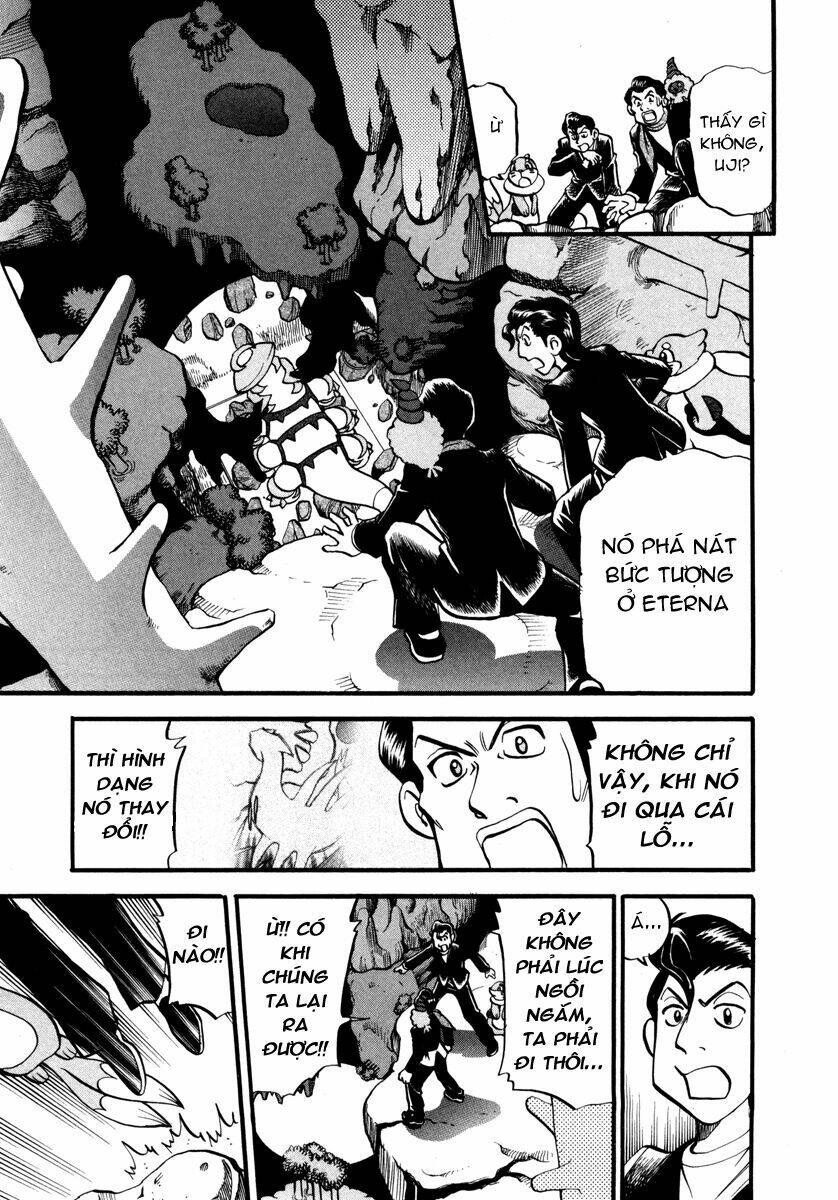 THẤY GÌ
KHÔNG,
UJI?
Ừ
NÓ PHÁ NÁT
BỨC TƯỢNG
Ở ETERNA
KHÔNG CHỈ
VẬY, KHI NÓ
ĐI QUA CÁI
LỖ...
THÌ HÌNH
DẠNG
NÓ THAY
ĐỔI!!
Á...
ĐÂY
KHÔNG
PHẢI LÚC
NGỒI
NGẮM,
TA PHẢI
ĐI THÔI...
Ừ!! CÓ
KHI
CHÚNG
TA LẠI
RA
ĐƯỢC!!
ĐI
NÀO!!